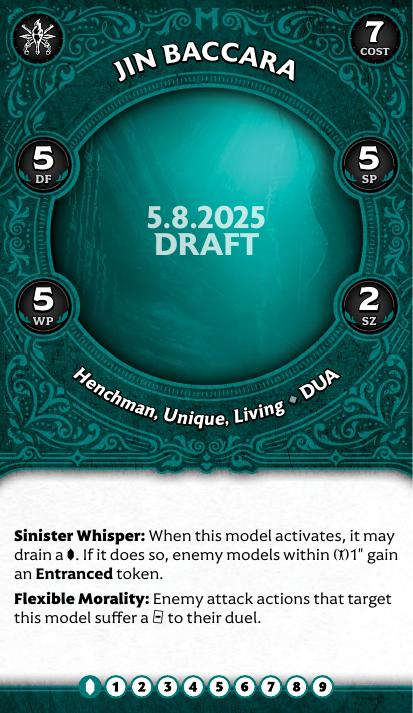 7
COST
JIN BACCARA
5
DF
5
SP
5.8.2025
DRAFT
5
WP
2
SZ
Henchman, Unique, Living ♦ DUA
Sinister Whisper: When this model activates, it may
drain a . If it does so, enemy models within 1" gain
an Entranced token.
Flexible Morality: Enemy attack actions that target
this model suffer a to their duel.
1 2 3 4 5 6 7 8 9